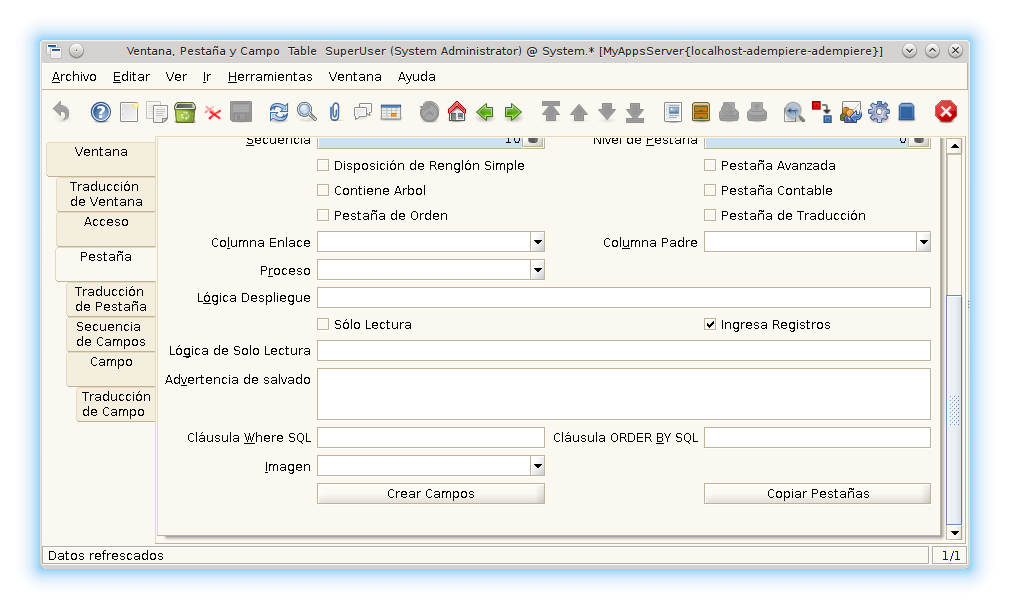 Ventana, Pestaña y Campo Table SuperUser (System Administrator) @ System.* [MyAppsServer{localhost-adempiere-adempiere}]
Archivo Editar Ver Ir Herramientas Ventana Ayuda
Ventana
Traducción
de Ventana
Acceso
Pestaña
Traducción
de Pestaña
Secuencia
de Campos
Campo
Traducción
de Campo
Secuencia 10 Nivel de Pestaña 0
Disposición de Renglón Simple Pestaña Avanzada
Contiene Arbol Pestaña Contable
Pestaña de Orden Pestaña de Traducción
Columna Enlace Columna Padre
Proceso
Lógica Despliegue
Sólo Lectura Ingresa Registros
Lógica de Solo Lectura
Advertencia de salvado
Cláusula Where SQL Cláusula ORDER BY SQL
Imagen
Crear Campos Copiar Pestañas
Datos refrescados 1/1